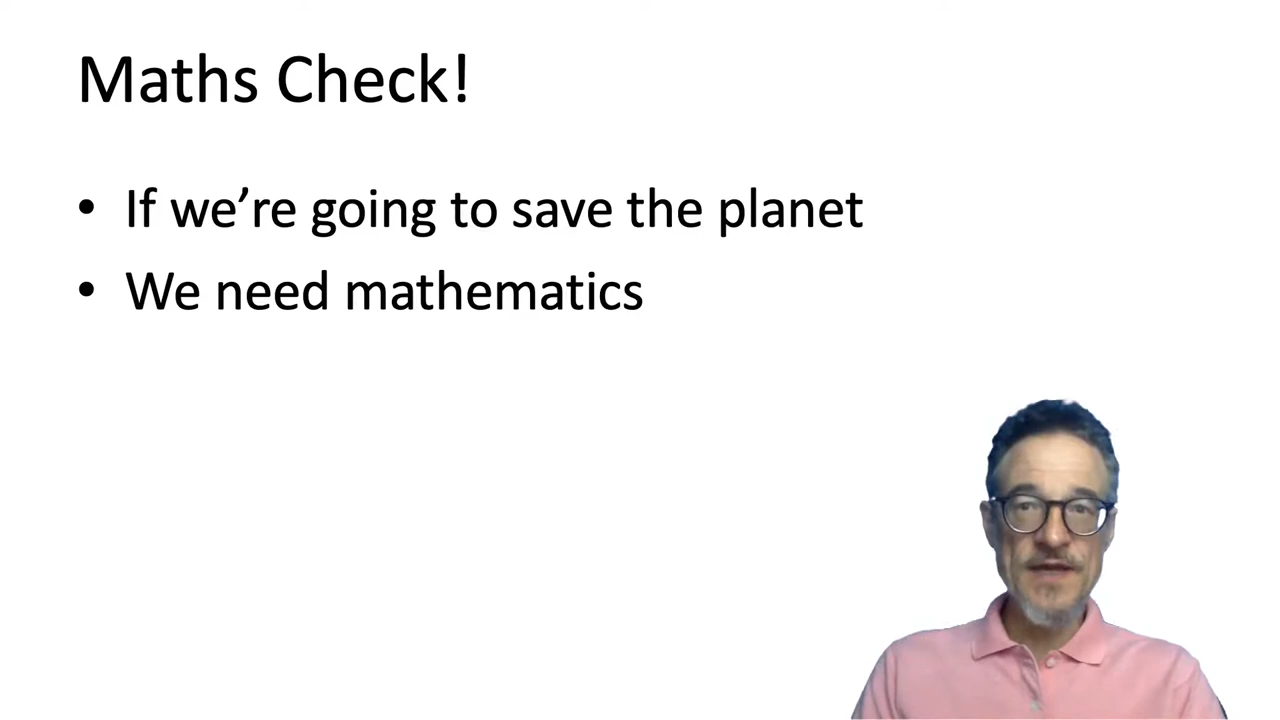 Maths Check!
• If we’re going to save the planet
• We need mathematics